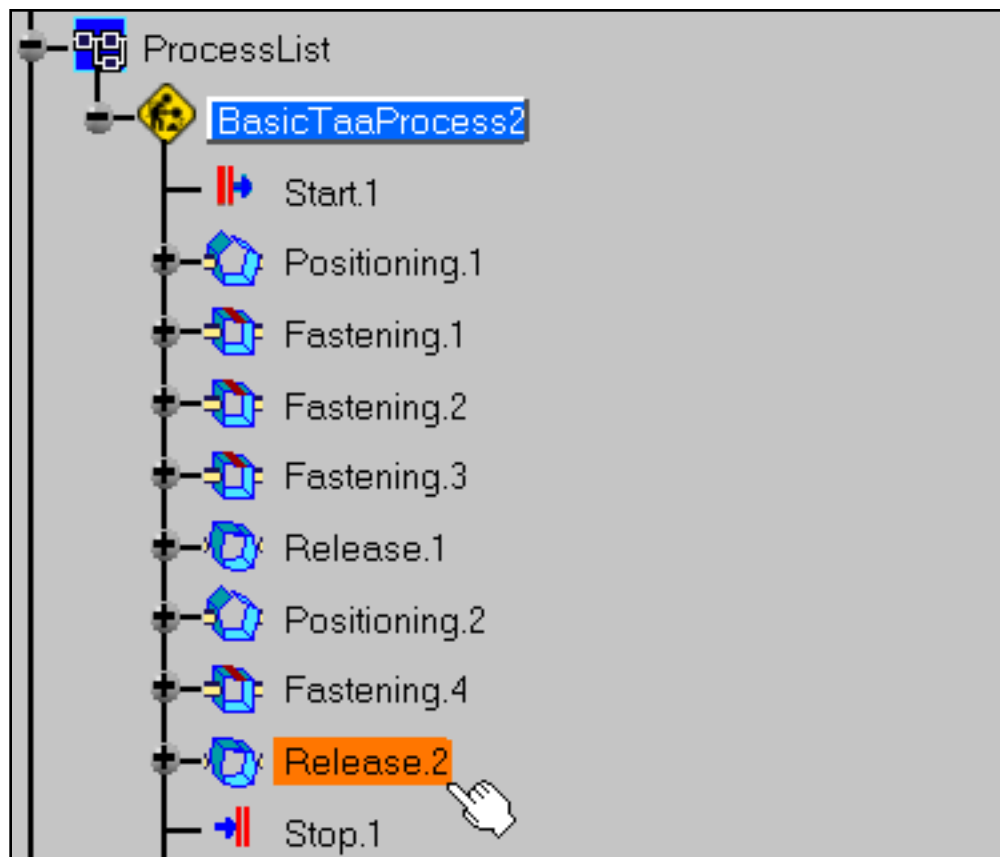 ProcessList
BasicTaaProcess2
Start.1
Positioning.1
Fastening.1
Fastening.2
Fastening.3
Release.1
Positioning.2
Fastening.4
Release.2
Stop.1